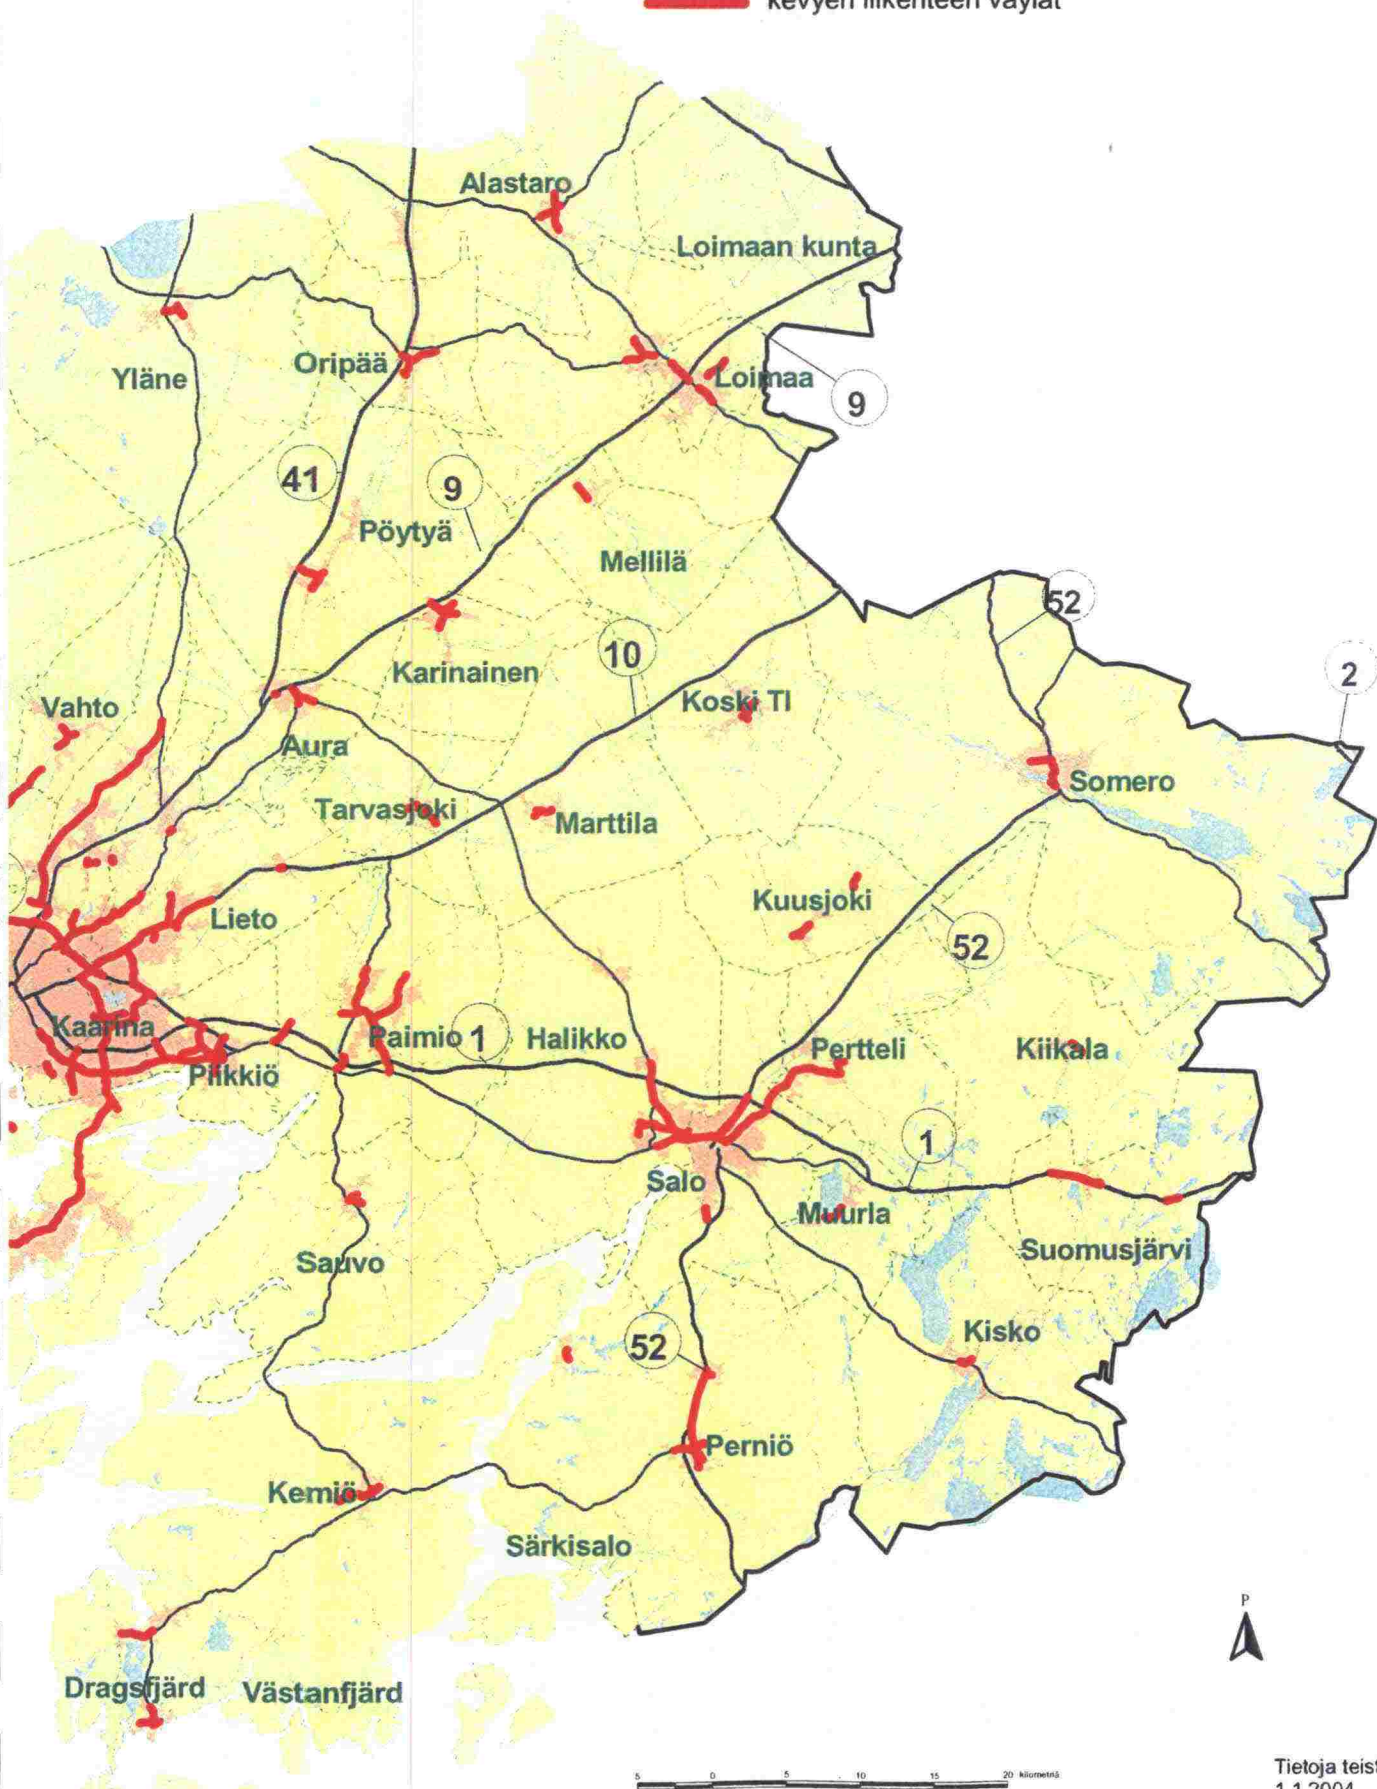 kevyen liikenteen väylät
Alastaro
Loimaan kunta
Yläne
Oripää
Loimaa
9
41
9
Pöytyä
Mellilä
52
Karinainen
10
Koski Tl
2
Vahto
Aura
Somero
Tarvasjoki
Marttila
Kuusjoki
Lieto
52
Kaarina
Paimio
1
Halikko
Pertteli
Kiikala
Piikkiö
1
Salo
Muurla
Suomusjärvi
Sauvo
Kisko
52
Perniö
Kemiö
Särkisalo
P
Dragsfjärd
Västanfjärd
5 0 5 10 15 20 kilometriä
Tietoja teist
1.1.2004